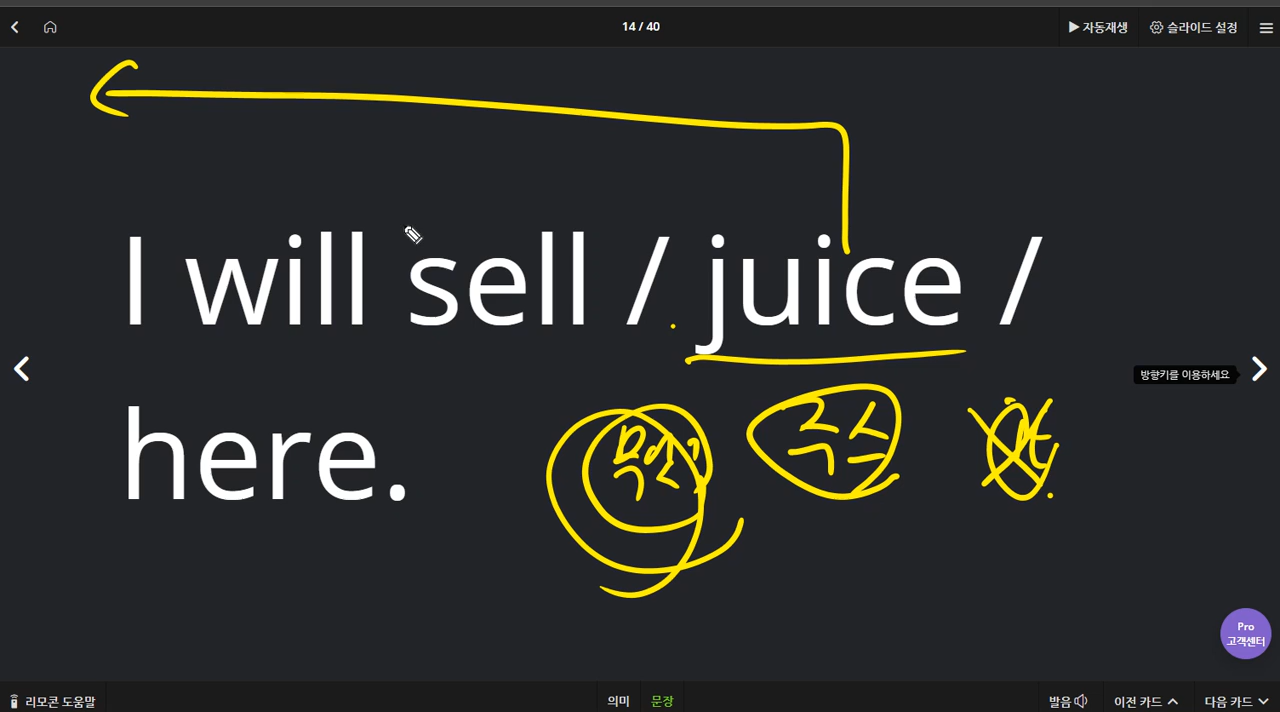 14 / 40
▶ 자동재생
슬라이드 설정
I will sell / juice /
here.
방향키를 이용하세요
주스
Pro
고객센터
리모콘 도움말
의미
문장
발음
이전 카드
다음 카드